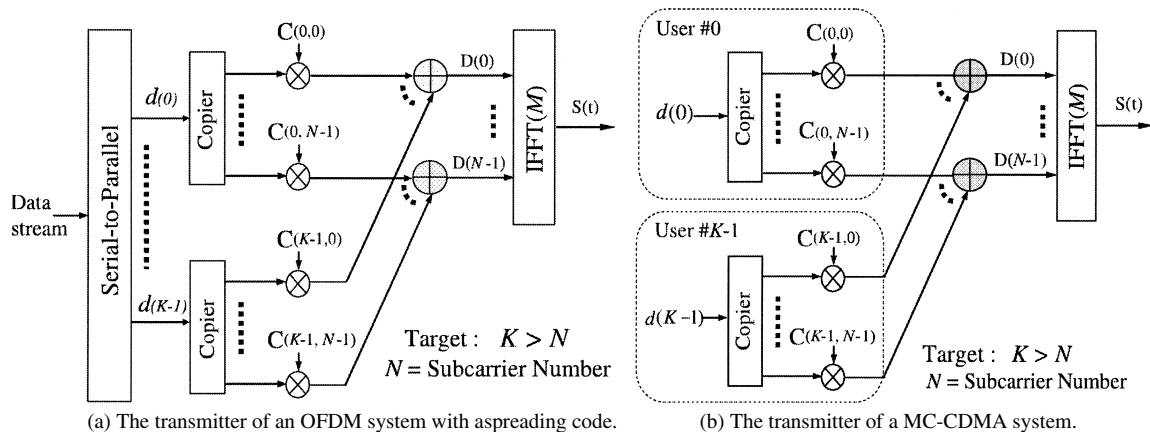 Data
stream
Serial-to-Parallel
d(0)
d(K-1)
Copier
Copier
C(0,0)
C(0, N-1)
C(K-1,0)
C(K-1, N-1)
D(0)
D(N-1)
IFFT(M)
S(t)
Target : K > N
N = Subcarrier Number
(a) The transmitter of an OFDM system with aspreading code.
User #0
d(0)
Copier
C(0,0)
C(0, N-1)
User #K-1
d(K-1)
Copier
C(K-1,0)
C(K-1, N-1)
D(0)
D(N-1)
IFFT(M)
S(t)
Target : K > N
N = Subcarrier Number
(b) The transmitter of a MC-CDMA system.